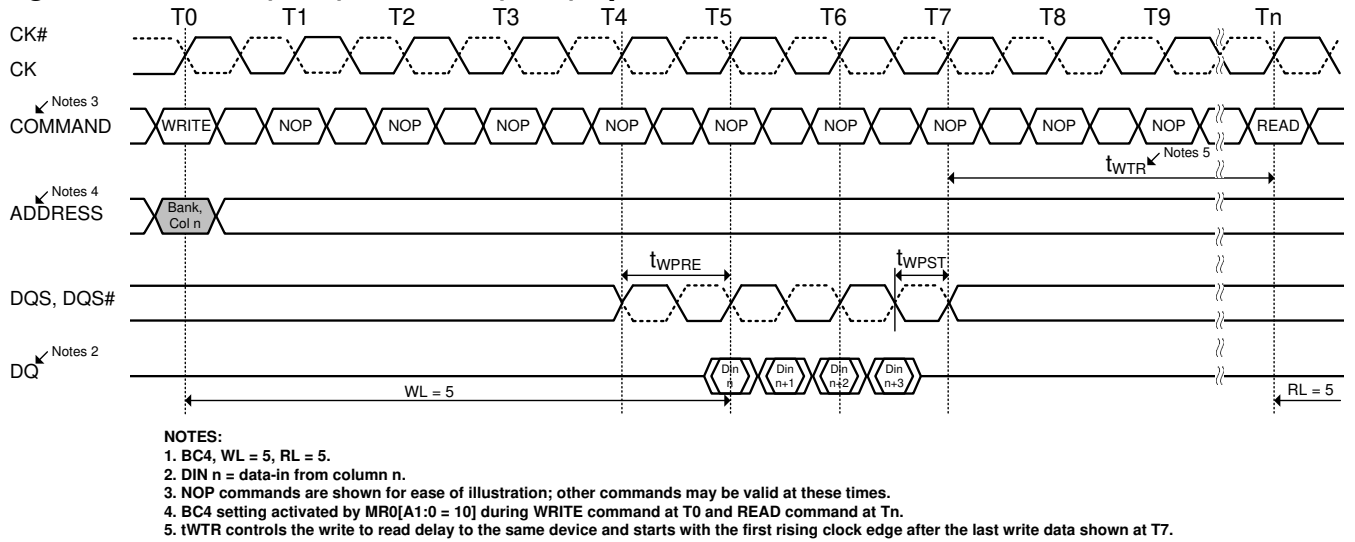 T0 T1 T2 T3 T4 T5 T6 T7 T8 T9 Tn
CK#
CK
Notes 3
COMMAND
WRITE NOP NOP NOP NOP NOP NOP NOP NOP NOP READ
tWTR
Notes 5
Notes 4
ADDRESS
Bank,
Col n
tWPRE
tWPST
DQS, DQS#
Notes 2
DQ
Din
n
Din
n+1
Din
n+2
Din
n+3
WL = 5
RL = 5
NOTES:
1. BC4, WL = 5, RL = 5.
2. DIN n = data-in from column n.
3. NOP commands are shown for ease of illustration; other commands may be valid at these times.
4. BC4 setting activated by MR0[A1:0 = 10] during WRITE command at T0 and READ command at Tn.
5. tWTR controls the write to read delay to the same device and starts with the first rising clock edge after the last write data shown at T7.